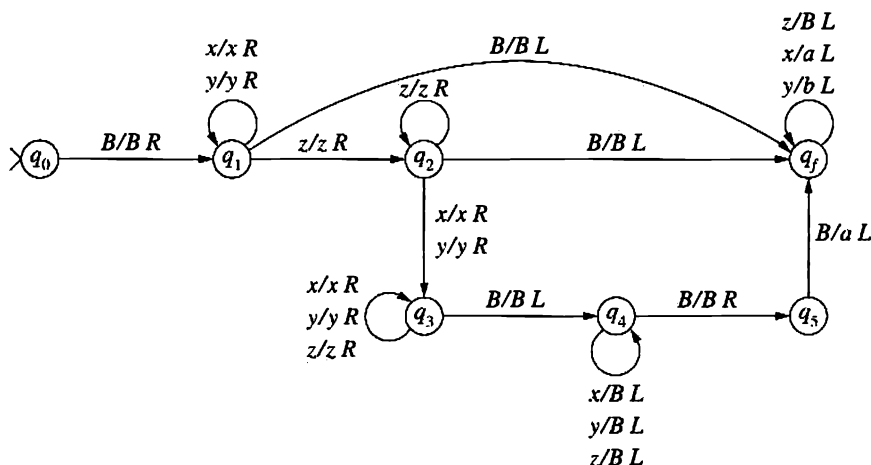 z/B L
x/a L
y/b L
B/B L
x/x R
y/y R
z/z R
q0
B/B R
q1
z/z R
q2
B/B L
qf
x/x R
y/y R
B/a L
x/x R
y/y R
z/z R
q3
B/B L
q4
B/B R
q5
x/B L
y/B L
z/B L